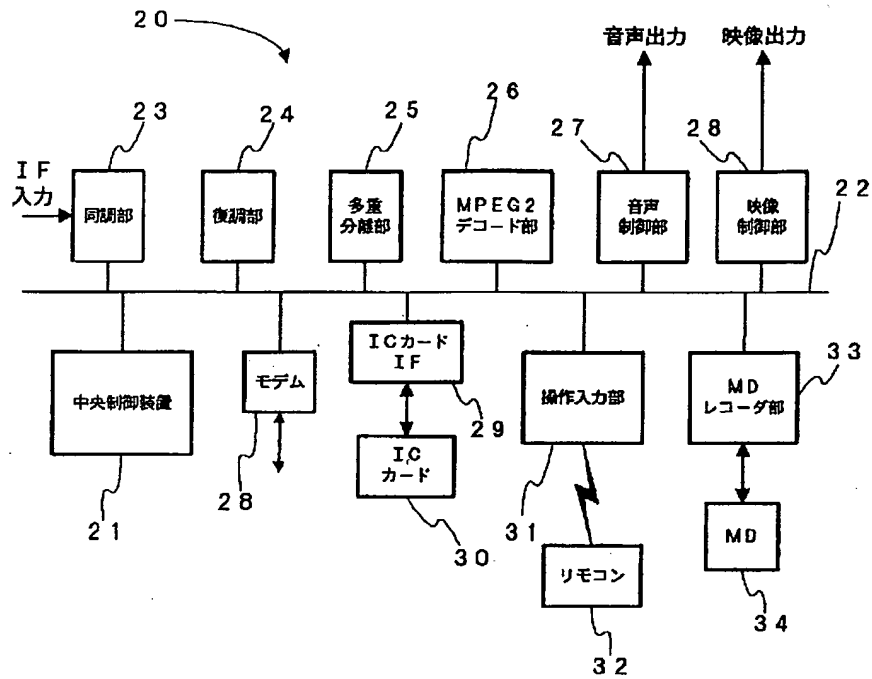 20
音声出力
映像出力
23
24
25
26
27
28
22
IF
入力
同調部
復調部
多重
分離部
MPEG2
デコード部
音声
制御部
映像
制御部
中央制御装置
モデム
ICカード
IF
操作入力部
MD
レコーダ部
33
21
28
29
IC
カード
30
31
リモコン
32
MD
34